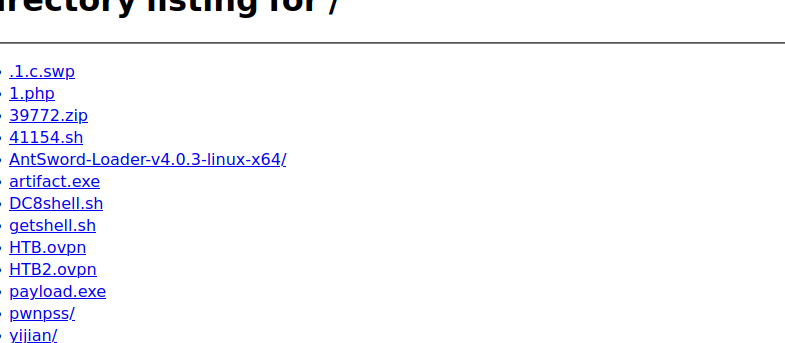 rectory listing for /
.1.c.swp
1.php
39772.zip
41154.sh
AntSword-Loader-v4.0.3-linux-x64/
artifact.exe
DC8shell.sh
getshell.sh
HTB.ovpn
HTB2.ovpn
payload.exe
pwnpss/
yijian/